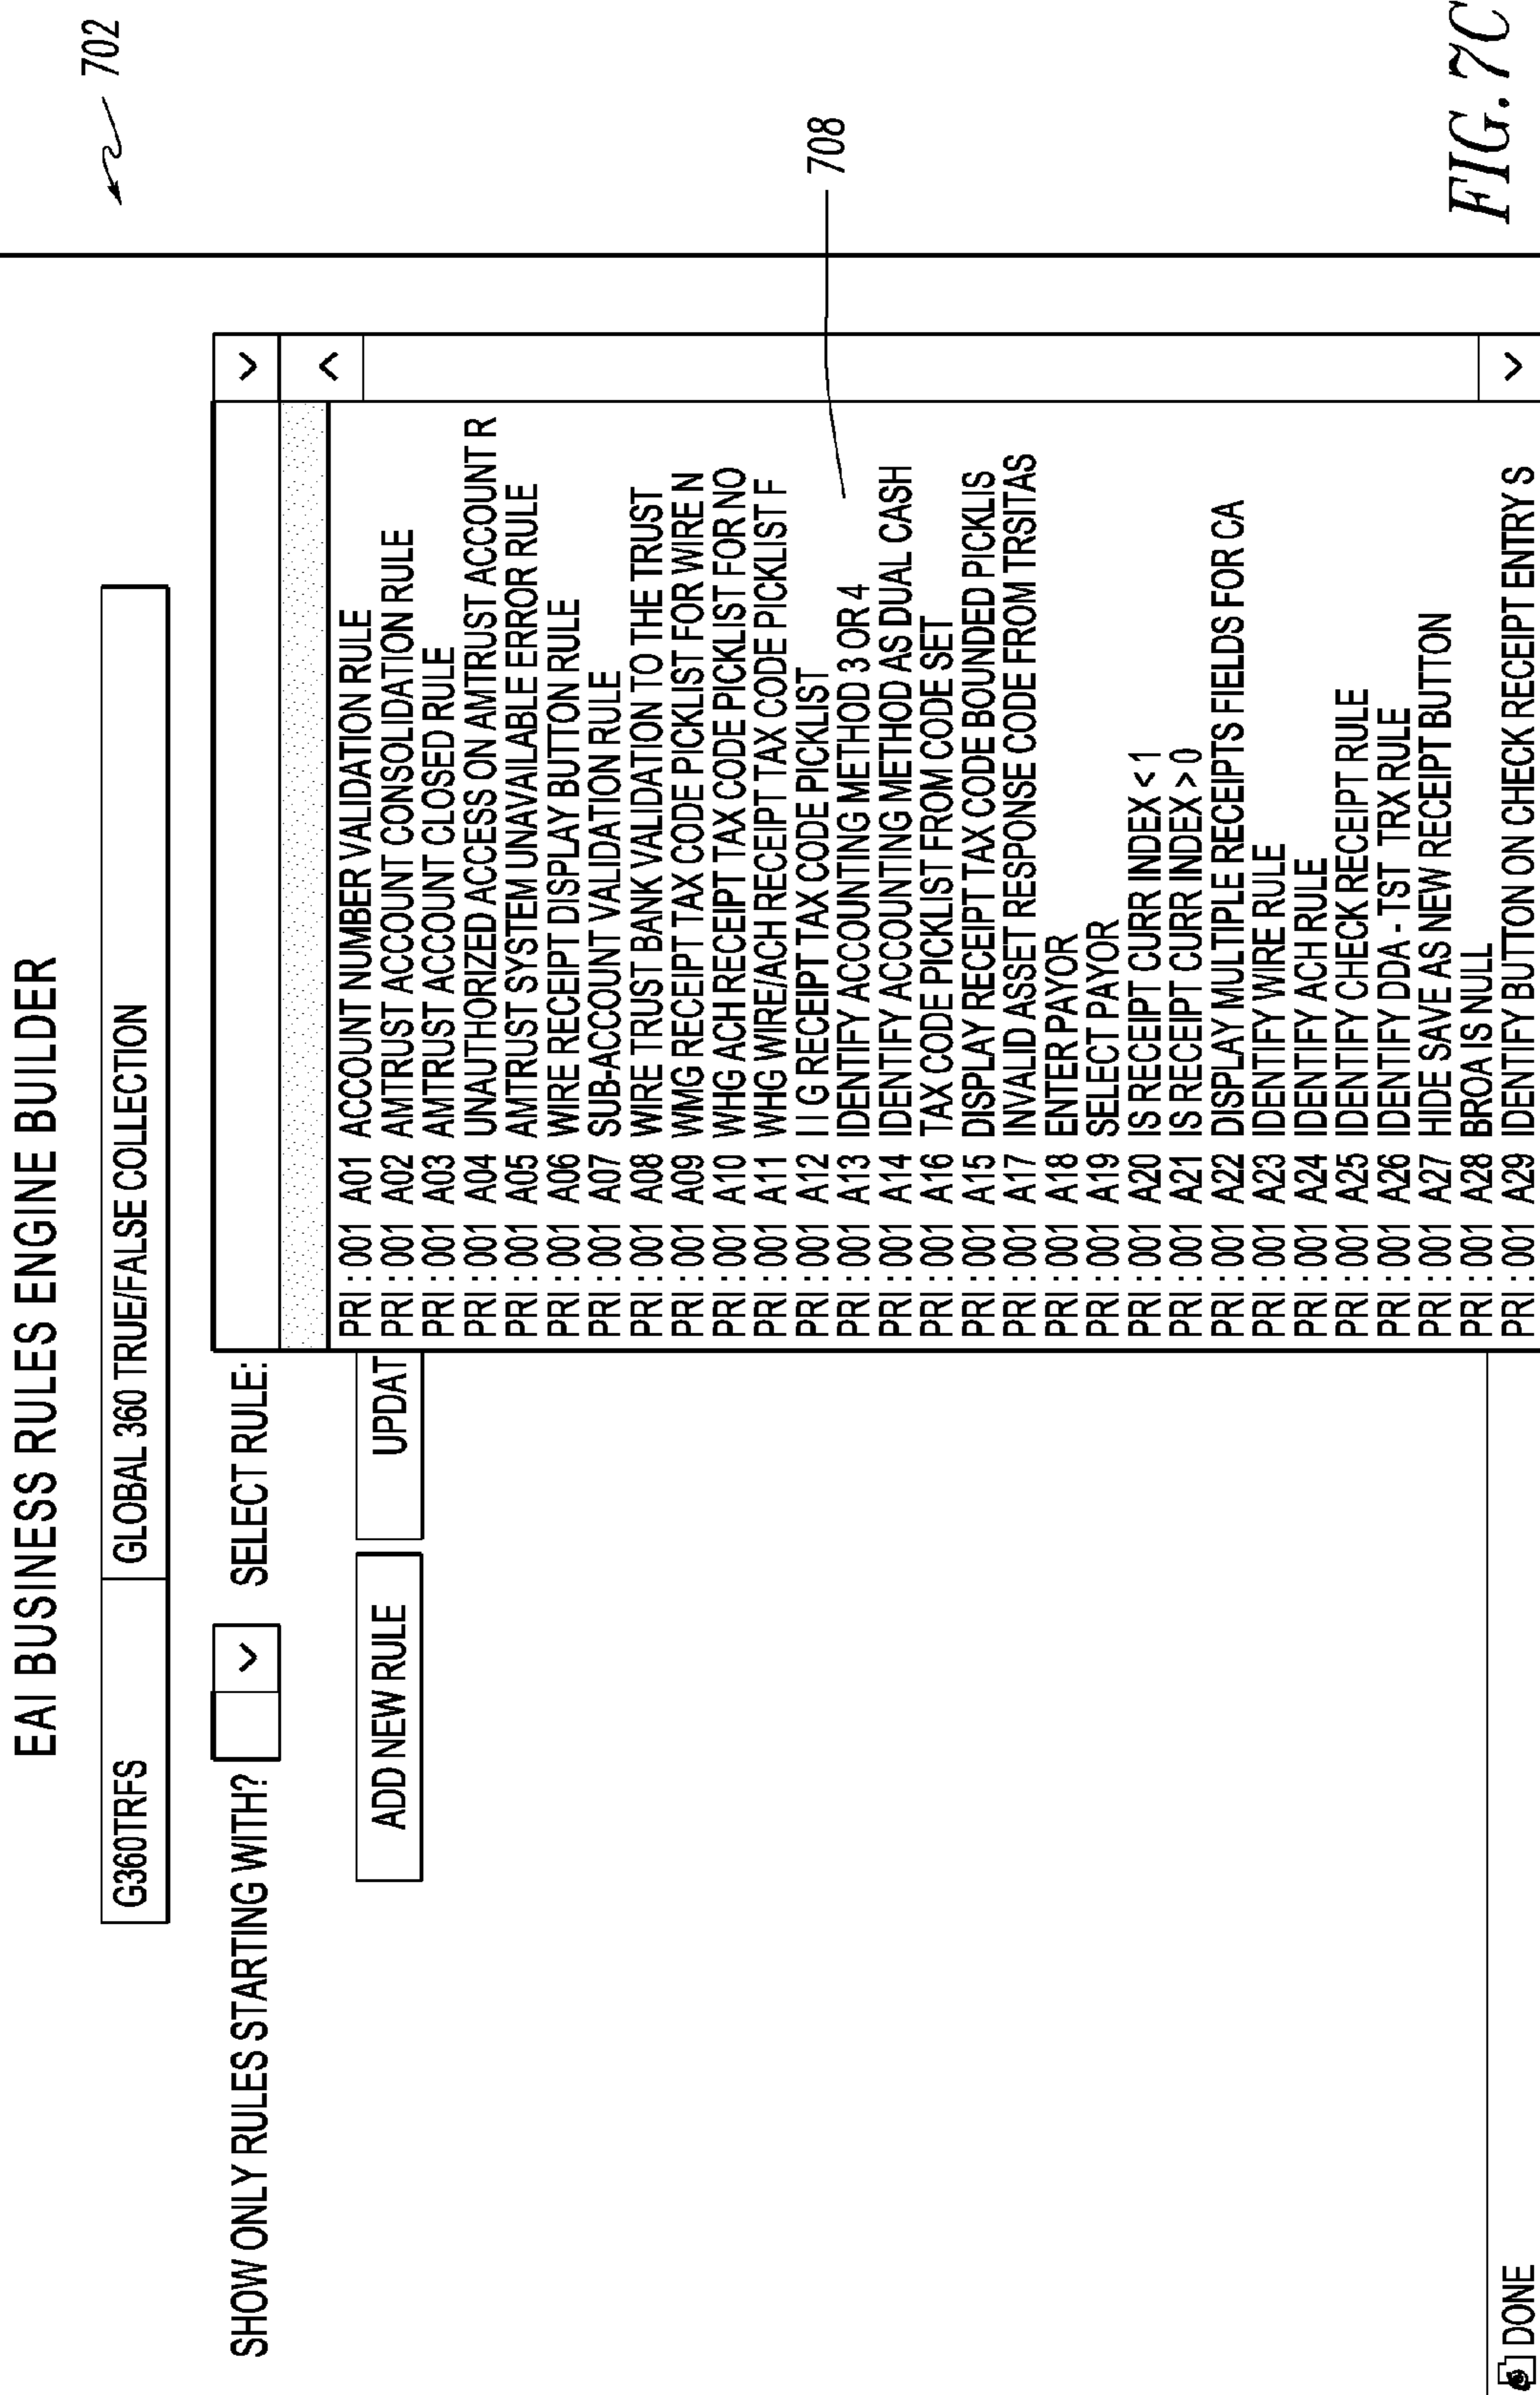 EAI BUSINESS RULES ENGINE BUILDER
702
G360TRFS GLOBAL 360 TRUE/FALSE COLLECTION
SHOW ONLY RULES STARTING WITH? SELECT RULE:
ADD NEW RULE UPDAT
PRI : 001 A01 ACCOUNT NUMBER VALIDATION RULE
PRI : 001 A02 AMTRUST ACCOUNT CONSOLIDATION RULE
PRI : 001 A03 AMTRUST ACCOUNT CLOSED RULE
PRI : 001 A04 UNAUTHORIZED ACCESS ON AMTRUST ACCOUNT R
PRI : 001 A05 AMTRUST SYSTEM UNAVAILABLE ERROR RULE
PRI : 001 A06 WIRE RECEIPT DISPLAY BUTTON RULE
PRI : 001 A07 SUB-ACCOUNT VALIDATION RULE
PRI : 001 A08 WIRE TRUST BANK VALIDATION TO THE TRUST
PRI : 001 A09 WMG RECEIPT TAX CODE PICKLIST FOR WIRE N
PRI : 001 A10 WHG ACH RECEIPT TAX CODE PICKLIST FOR NO
PRI : 001 A11 WHG WIRE/ACH RECEIPT TAX CODE PICKLIST F
PRI : 001 A12 I I G RECEIPT TAX CODE PICKLIST
PRI : 001 A13 IDENTIFY ACCOUNTING METHOD 3 OR 4
PRI : 001 A14 IDENTIFY ACCOUNTING METHOD AS DUAL CASH
PRI : 001 A16 TAX CODE PICKLIST FROM CODE SET
PRI : 001 A15 DISPLAY RECEIPT TAX CODE BOUNDED PICKLIS
PRI : 001 A17 INVALID ASSET RESPONSE CODE FROM TRSITAS
PRI : 001 A18 ENTER PAYOR
PRI : 001 A19 SELECT PAYOR
PRI : 001 A20 IS RECEIPT CURR INDEX < 1
PRI : 001 A21 IS RECEIPT CURR INDEX > 0
PRI : 001 A22 DISPLAY MULTIPLE RECEIPTS FIELDS FOR CA
PRI : 001 A23 IDENTIFY WIRE RULE
PRI : 001 A24 IDENTIFY ACH RULE
PRI : 001 A25 IDENTIFY CHECK RECEIPT RULE
PRI : 001 A26 IDENTIFY DDA - TST TRX RULE
PRI : 001 A27 HIDE SAVE AS NEW RECEIPT BUTTON
PRI : 001 A28 BROA IS NULL
PRI : 001 A29 IDENTIFY BUTTON ON CHECK RECEIPT ENTRY S
708
DONE
FIG. 7C